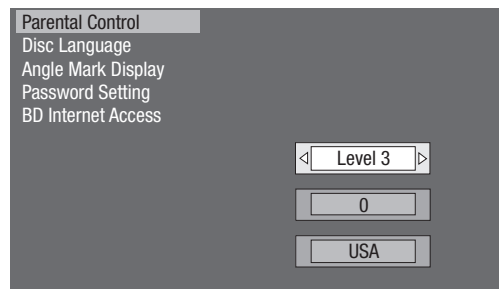 Parental Control
Disc Language
Angle Mark Display
Password Setting
BD Internet Access
Level 3
0
USA